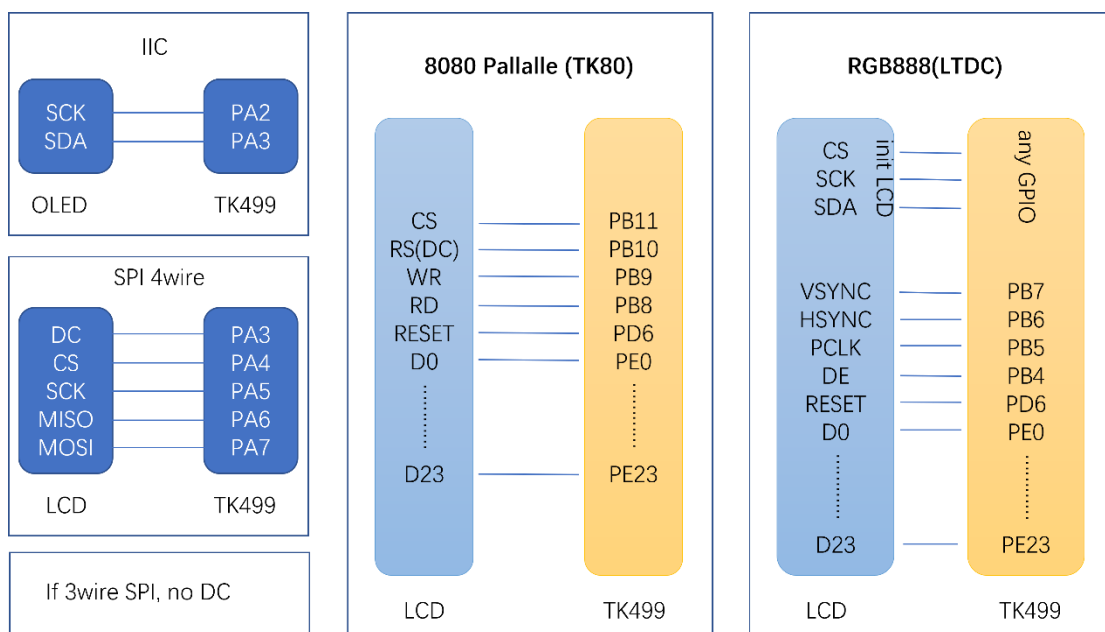 IIC
SCK PA2
SDA PA3
OLED TK499
SPI 4wire
DC PA3
CS PA4
SCK PA5
MISO PA6
MOSI PA7
LCD TK499
If 3wire SPI, no DC
8080 Pallalle (TK80)
CS PB11
RS(DC) PB10
WR PB9
RD PB8
RESET PD6
D0 PE0
D23 PE23
LCD TK499
RGB888(LTDC)
CS
SCK
SDA
init LCD
any GPIO
VSYNC PB7
HSYNC PB6
PCLK PB5
DE PB4
RESET PD6
D0 PE0
D23 PE23
LCD TK499